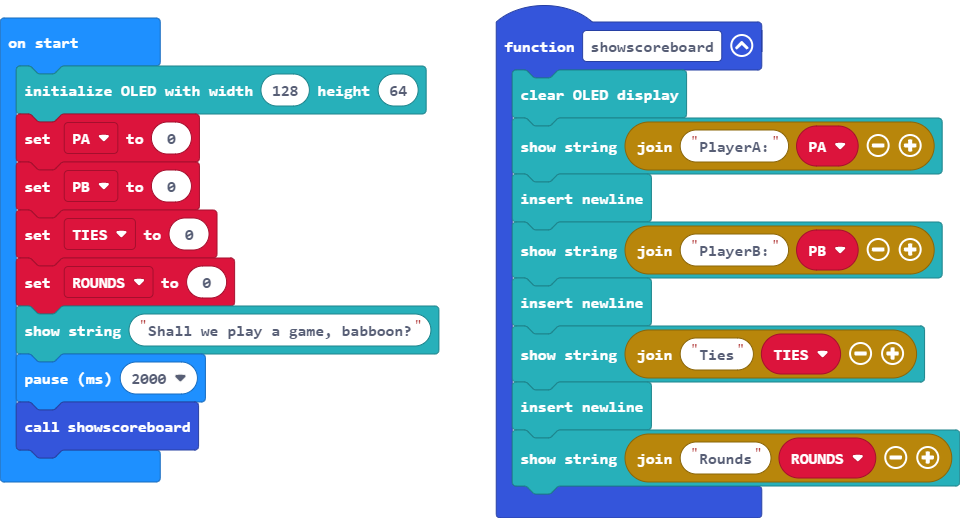 on start
initialize OLED with width 128 height 64
set PA to 0
set PB to 0
set TIES to 0
set ROUNDS to 0
show string "Shall we play a game, babboon?"
pause (ms) 2000
call showscoreboard
function showscoreboard
clear OLED display
show string join "PlayerA:" PA
insert newline
show string join "PlayerB:" PB
insert newline
show string join "Ties" TIES
insert newline
show string join "Rounds" ROUNDS